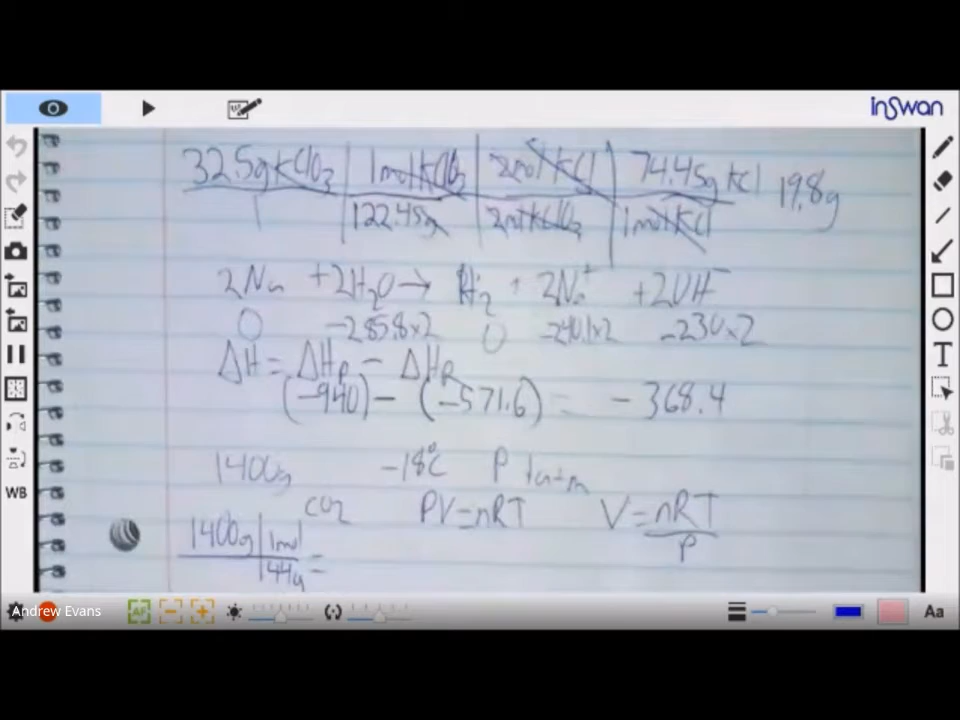 inSwan
32.5g KClO3 | 1mol KClO3 | 2mol KCl | 74.45g KCl 19.8g
1 | 122.45g | 2mol KClO3 | 1mol KCl
2Na + 2H2O → H2 + 2Na+ + 2OH-
0 -285.8x2 0 -240.1x2 -230x2
ΔH = ΔHP - ΔHR
(-940) - (-571.6) = -368.4
1400g -18°C P 1atm
CO2 PV=nRT V=nRT
P
1400g | 1mol
44g =
WB
Andrew Evans
AF
Aa
T